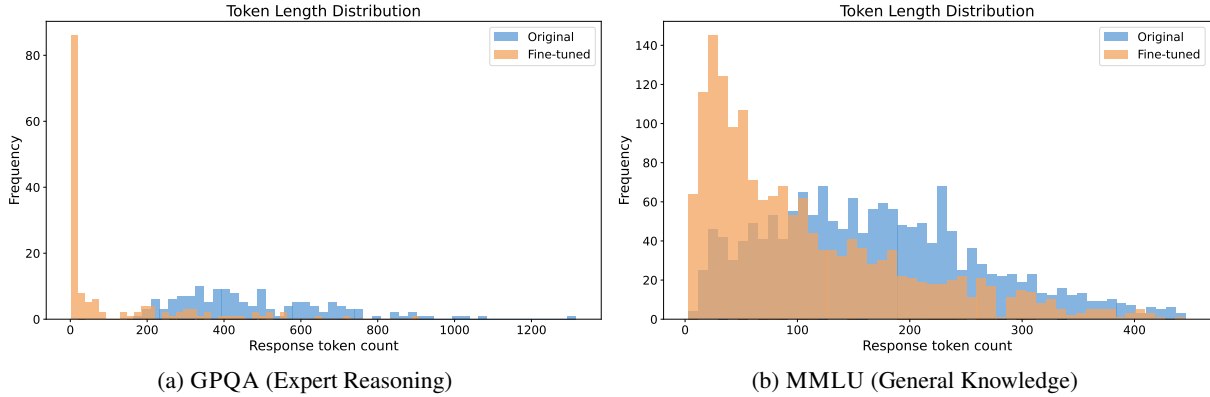 Token Length Distribution
Original
Fine-tuned
80
60
40
20
0
Frequency
0 200 400 600 800 1000 1200
Response token count
(a) GPQA (Expert Reasoning)
Token Length Distribution
Original
Fine-tuned
140
120
100
80
60
40
20
0
Frequency
0 100 200 300 400
Response token count
(b) MMLU (General Knowledge)